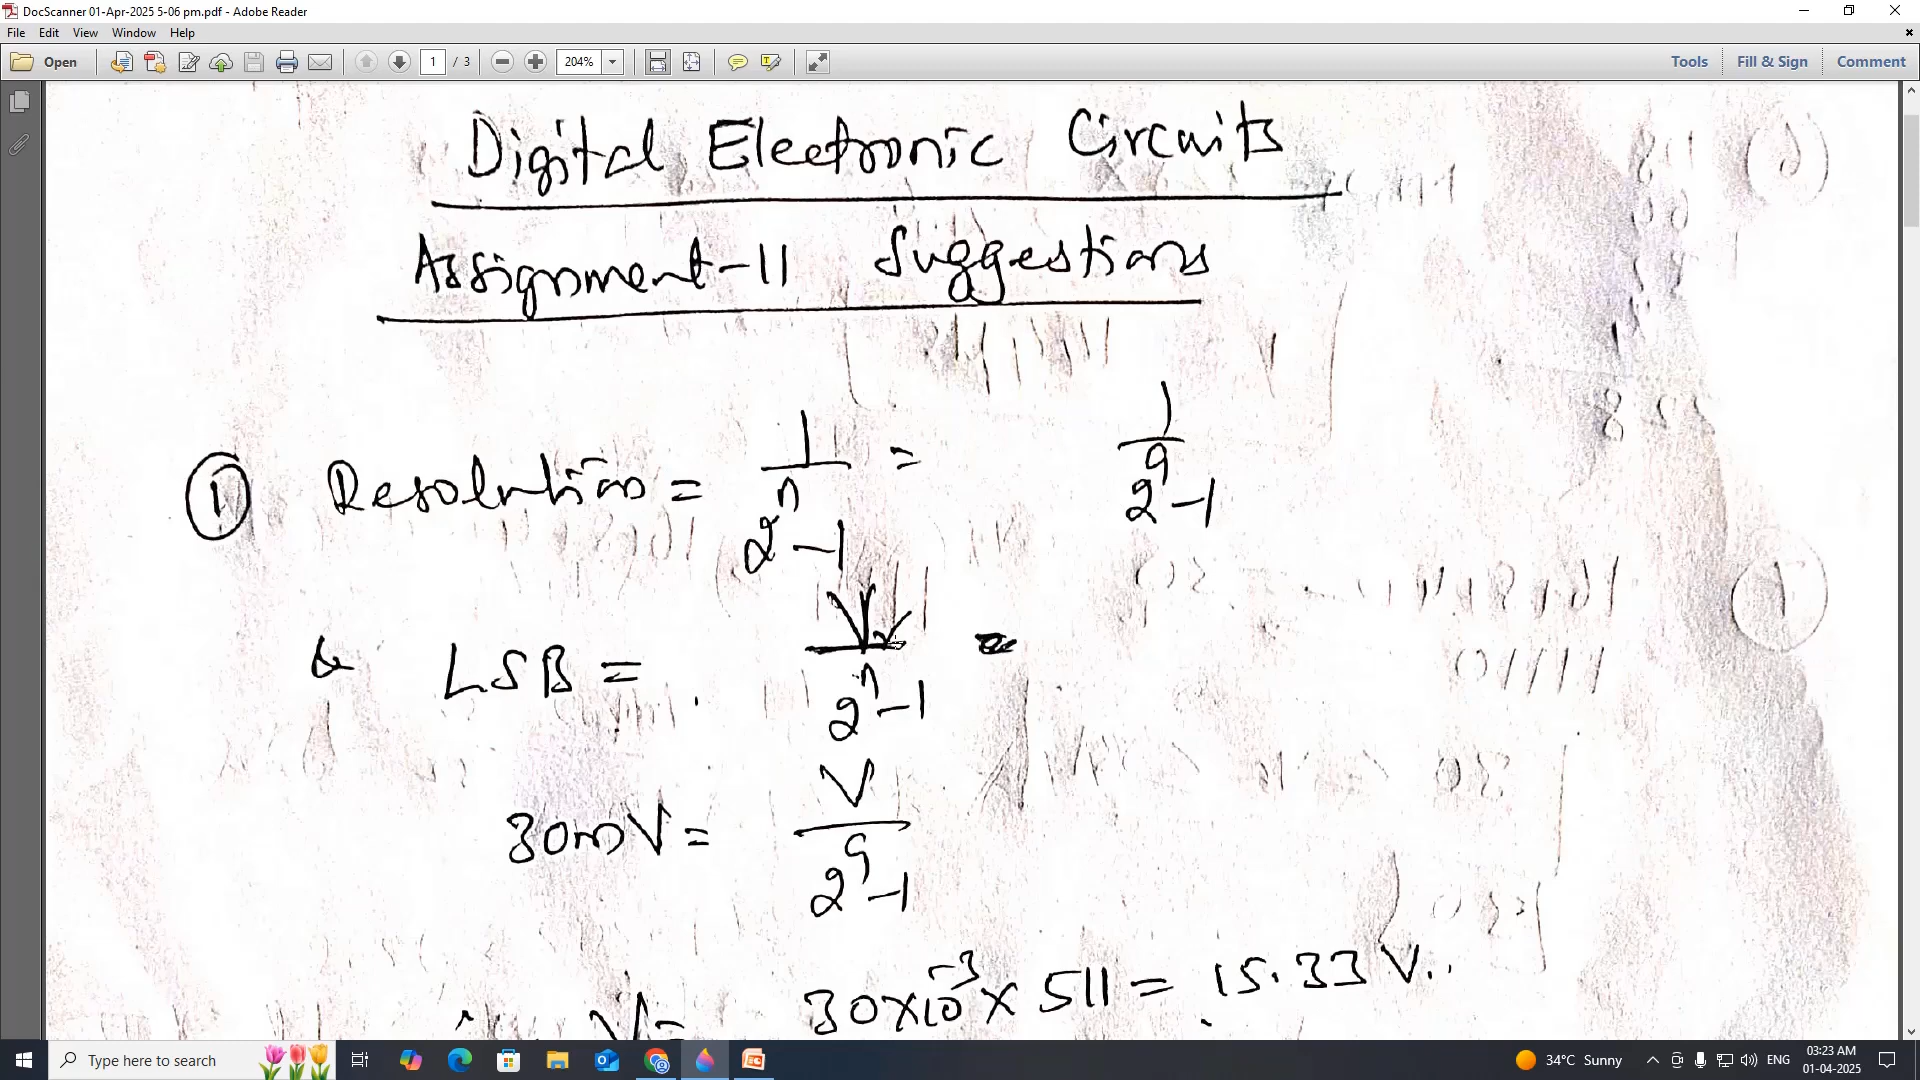 DocScanner 01-Apr-2025 5-06 pm.pdf - Adobe Reader
File Edit View Window Help
Open 1 / 3 204% Tools Fill & Sign Comment
Digital Electronic Circuits
Assignment-11 Suggestions
① Resolution = 1/(2^n -1) = 1/(2^9 -1)
& LSB = V/(2^n -1)
30mV = V/(2^9 -1)
V = 30×10^-3 × 511 = 15.33 V.
Type here to search 34°C Sunny ENG 03:23 AM
01-04-2025